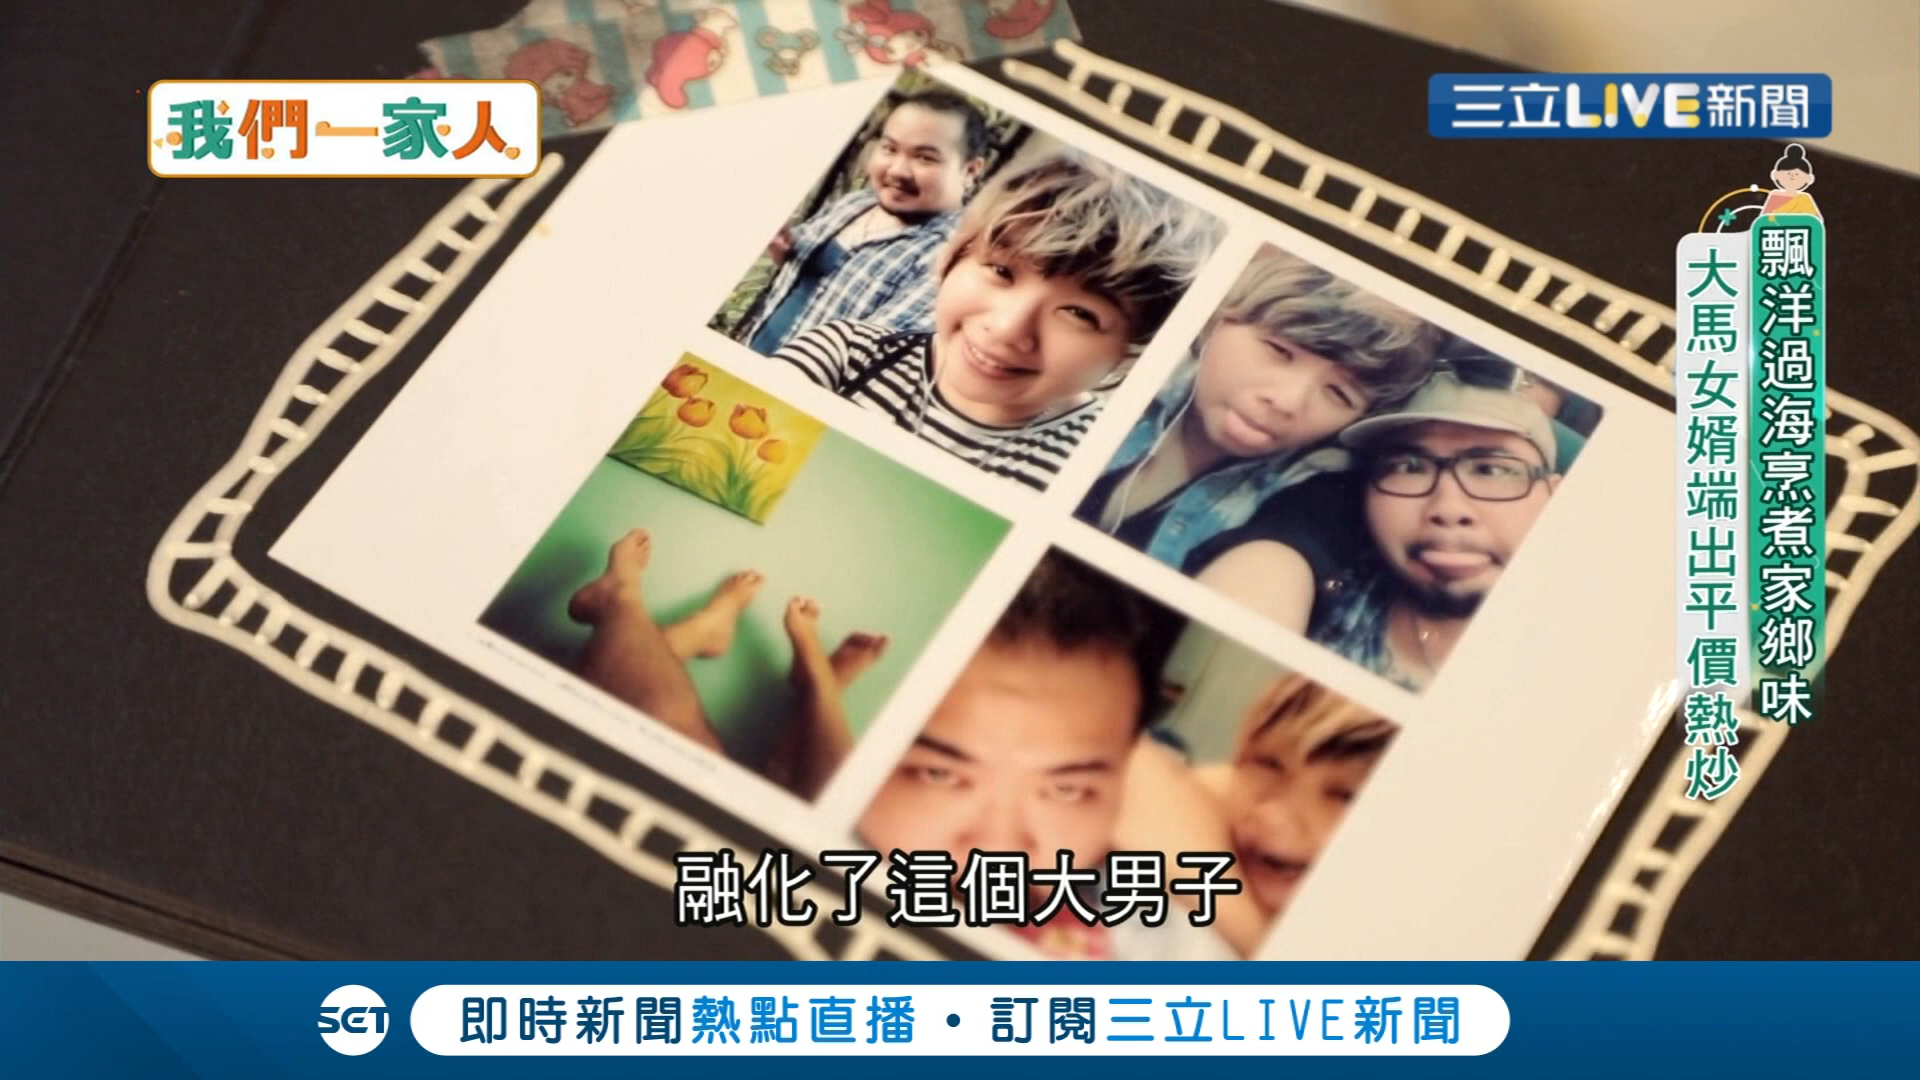 我們一家人
三立LIVE新聞
飄洋過海烹煮家鄉味
大馬女婿端出平價熱炒
融化了這個大男子
SET
即時新聞熱點直播・訂閱三立LIVE新聞